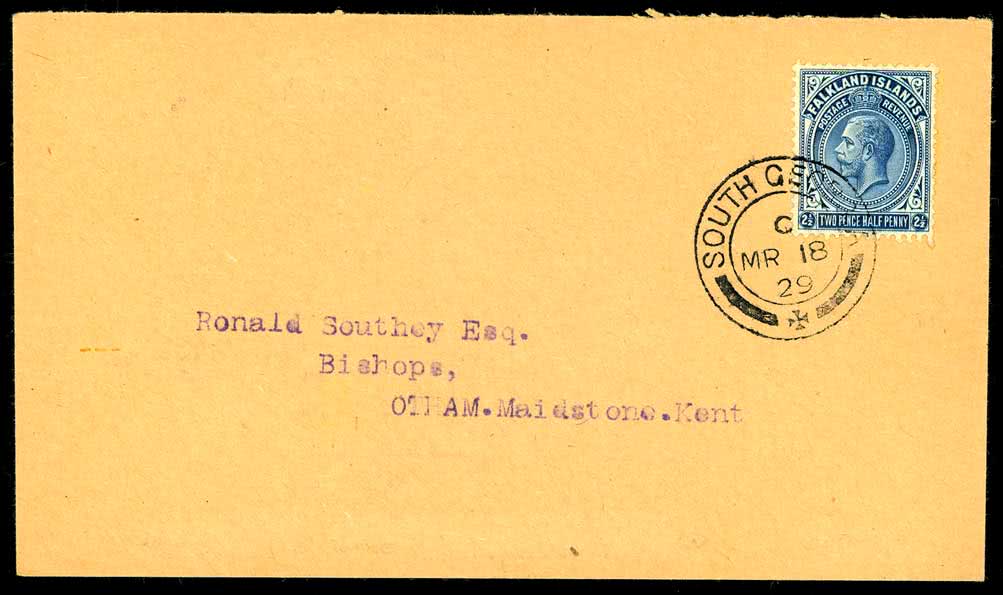 FALKLAND ISLANDS
POSTAGE REVENUE
2½ TWO PENCE HALF PENNY 2½
SOUTH
C
MR 18
29
Ronald Southey Esq.
Bishops,
OTHAM.Maidstone.Kent